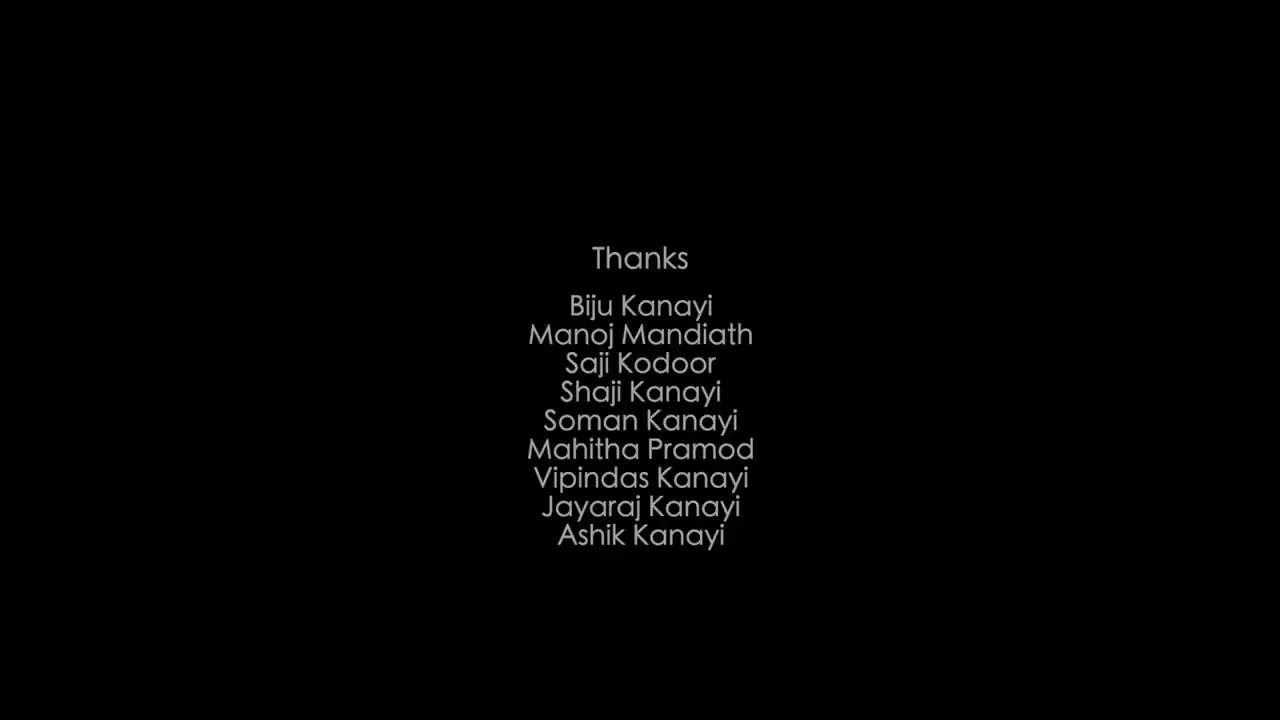 Thanks
Biju Kanayi
Manoj Mandiath
Saji Kodoor
Shaji Kanayi
Soman Kanayi
Mahitha Pramod
Vipindas Kanayi
Jayaraj Kanayi
Ashik Kanayi